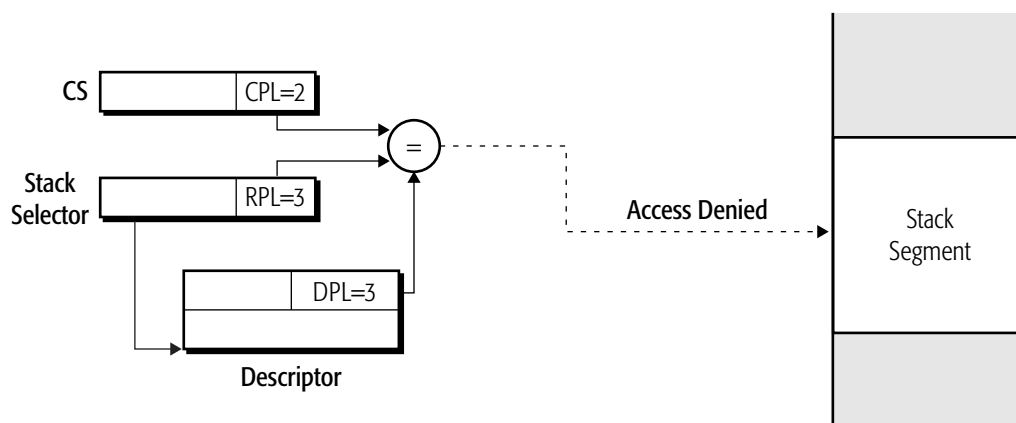 CS
CPL=2
=
Stack
Selector
RPL=3
Access Denied
Stack
Segment
DPL=3
Descriptor